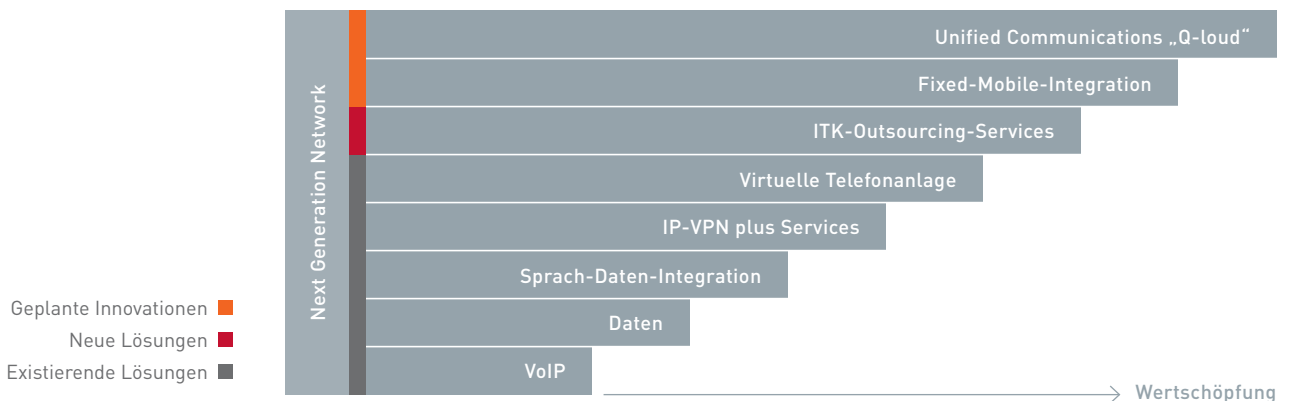 Unified Communications „Q-loud“
Fixed-Mobile-Integration
ITK-Outsourcing-Services
Virtuelle Telefonanlage
IP-VPN plus Services
Sprach-Daten-Integration
Daten
VoIP
Next Generation Network
Geplante Innovationen
Neue Lösungen
Existierende Lösungen
Wertschöpfung